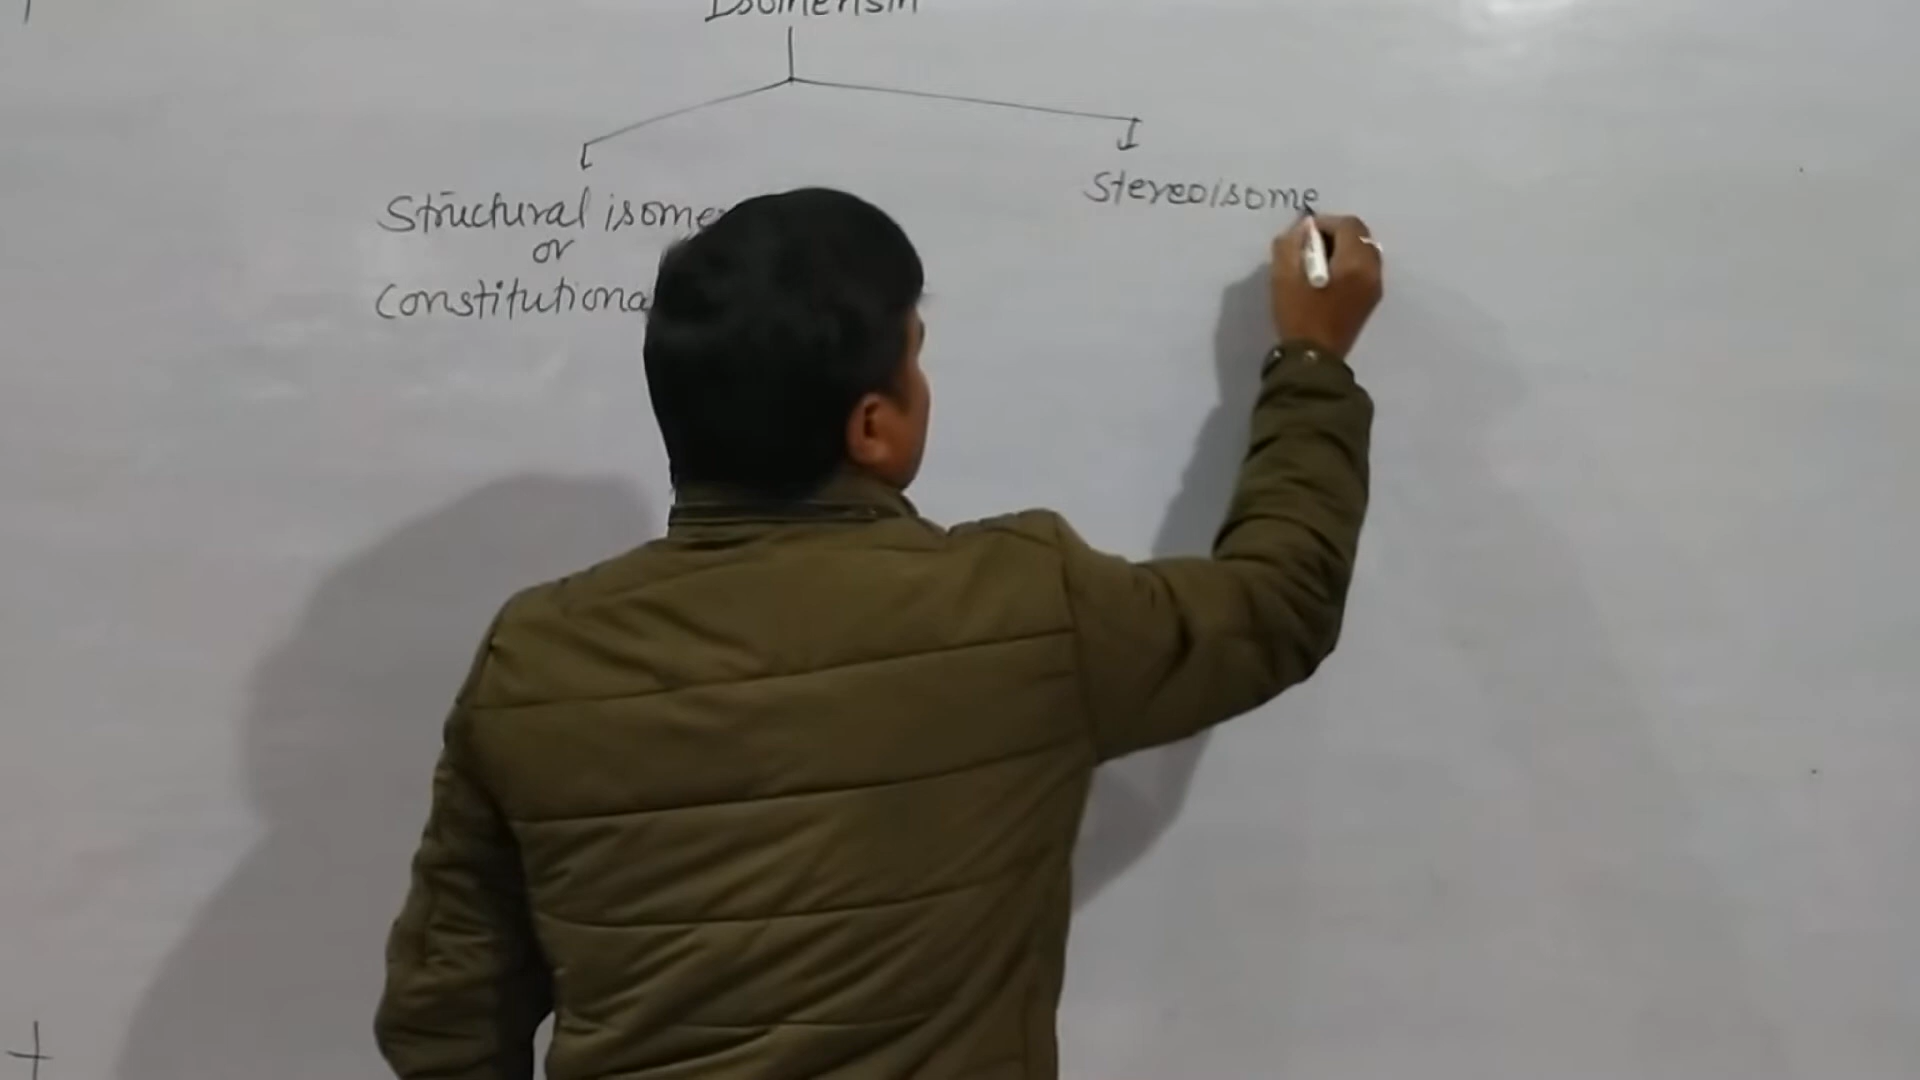 Isomerism
Structural isome
or
Constitutiona
Stereoisome